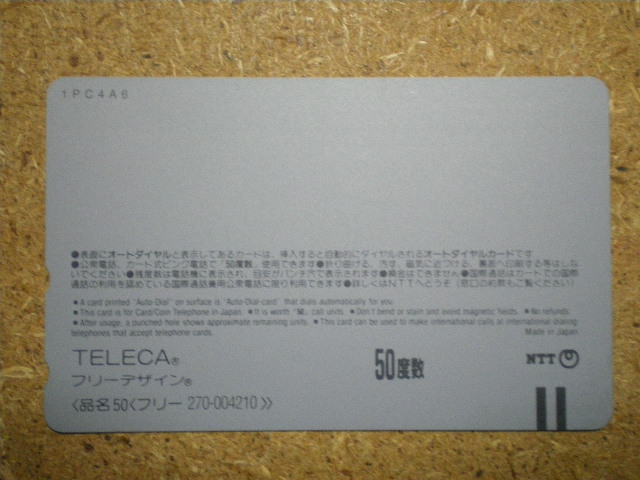 1PC4A6
●表面にオートダイヤルと表示してあるカードは、挿入すると自動的にダイヤルされるオートダイヤルカードです
●公衆電話、カード式ピンク電話で「50度数」使用できます●折り曲げる、汚す、磁気に近づける、裏面へ印刷する等はしな
いでください●残度数は電話機に表示され、目安がパンチ穴で表示されます●換金はできません●国際通話はカードでの国際
通話の利用を認めている国際通話兼用公衆電話に限り利用できます●詳しくはNTTへどうぞ(窓口の約款もご覧ください)
● A card printed "Auto-Dial" on surface is "Auto-Dial-card" that dials automatically for you.
● This card is for Card/Coin Telephone in Japan. ● It is worth "50" call units. ● Don't bend or stain and avoid magnetic fields. ● No refunds.
● After usage, a punched hole shows approximate remaining units. ● This card can be used to make international calls at international dialing
telephones that accept telephone cards. Made in Japan
TELECA® 50度数 NTT
フリーデザイン®
〈品名 50〈フリー 270-004210〉〉